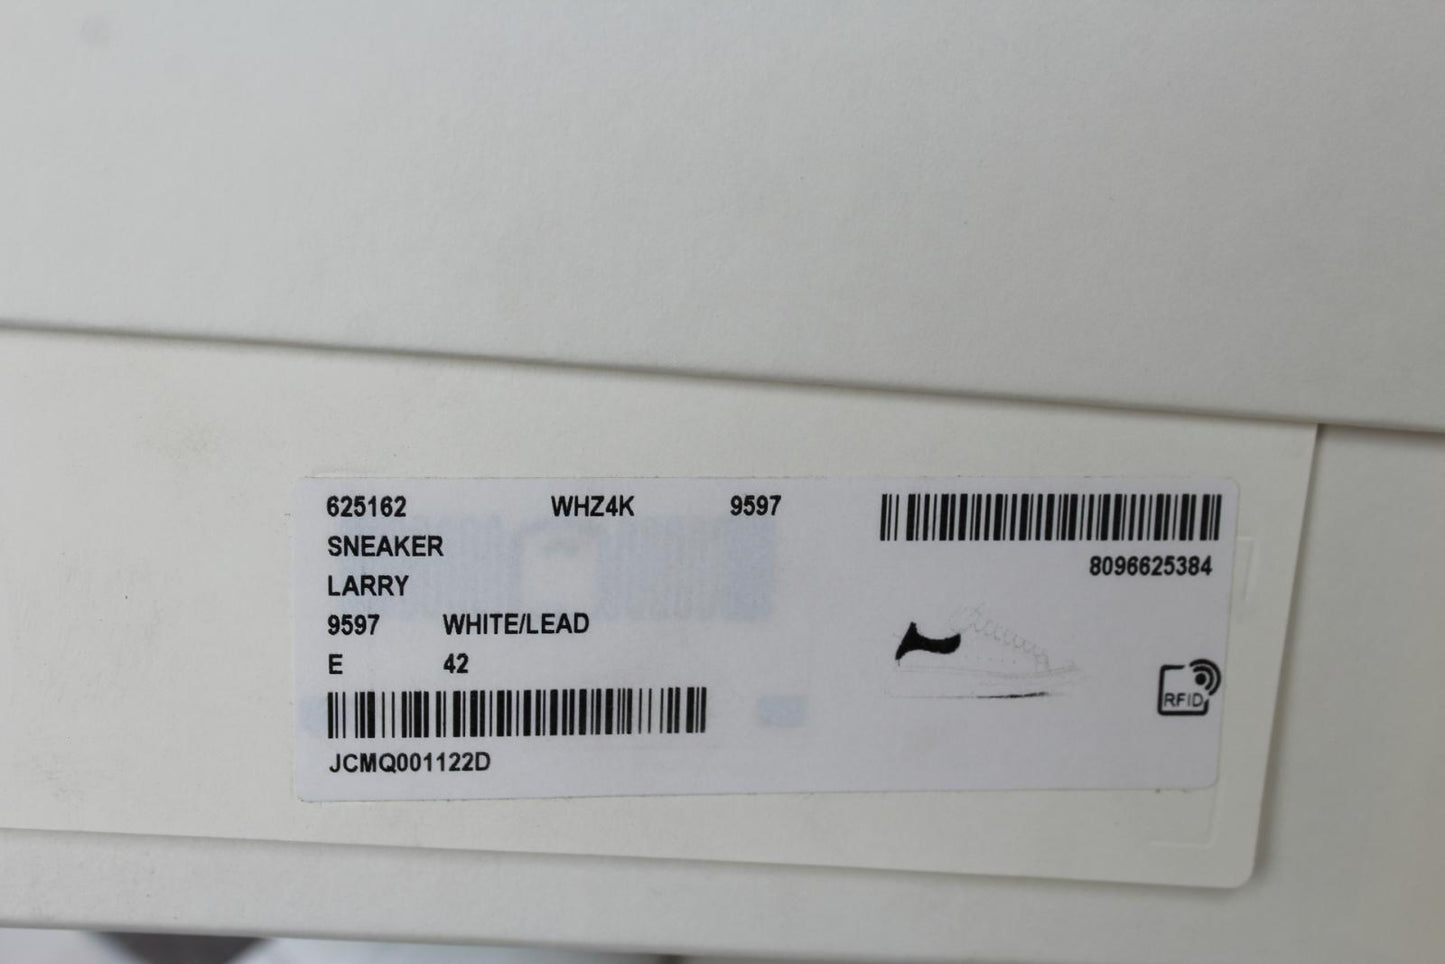 625162 WHZ4K 9597
SNEAKER
LARRY
9597 WHITE/LEAD
E 42
JCMQ001122D
8096625384
RFID